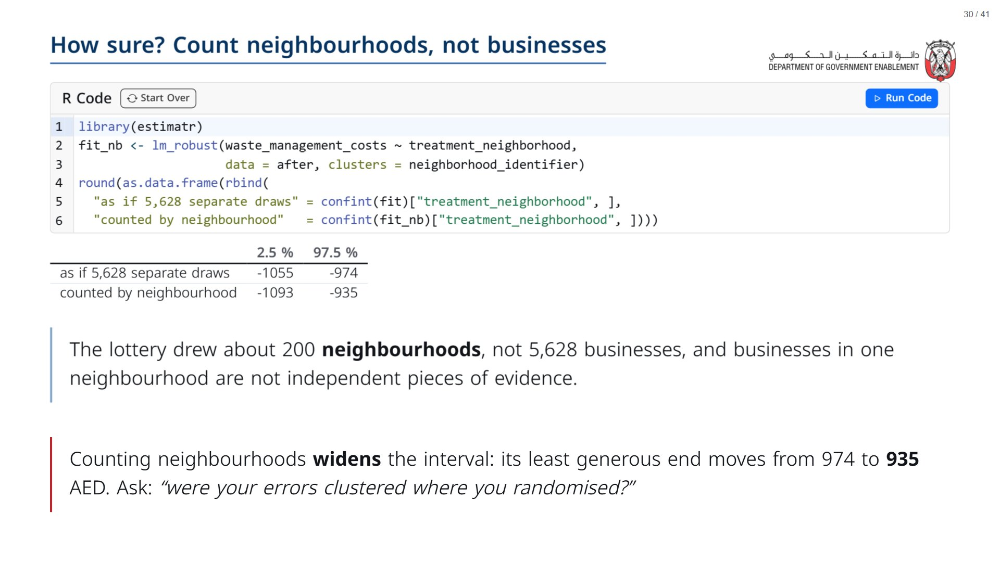 30 / 41
How sure? Count neighbourhoods, not businesses
دائرة التمكين الحكومي
DEPARTMENT OF GOVERNMENT ENABLEMENT
R Code
Start Over
Run Code
1 library(estimatr)
2 fit_nb <- lm_robust(waste_management_costs ~ treatment_neighborhood,
3 data = after, clusters = neighborhood_identifier)
4 round(as.data.frame(rbind(
5 "as if 5,628 separate draws" = confint(fit)["treatment_neighborhood", ],
6 "counted by neighbourhood" = confint(fit_nb)["treatment_neighborhood", ])))
2.5 % 97.5 %
as if 5,628 separate draws -1055 -974
counted by neighbourhood -1093 -935
The lottery drew about 200 neighbourhoods, not 5,628 businesses, and businesses in one
neighbourhood are not independent pieces of evidence.
Counting neighbourhoods widens the interval: its least generous end moves from 974 to 935
AED. Ask: “were your errors clustered where you randomised?”